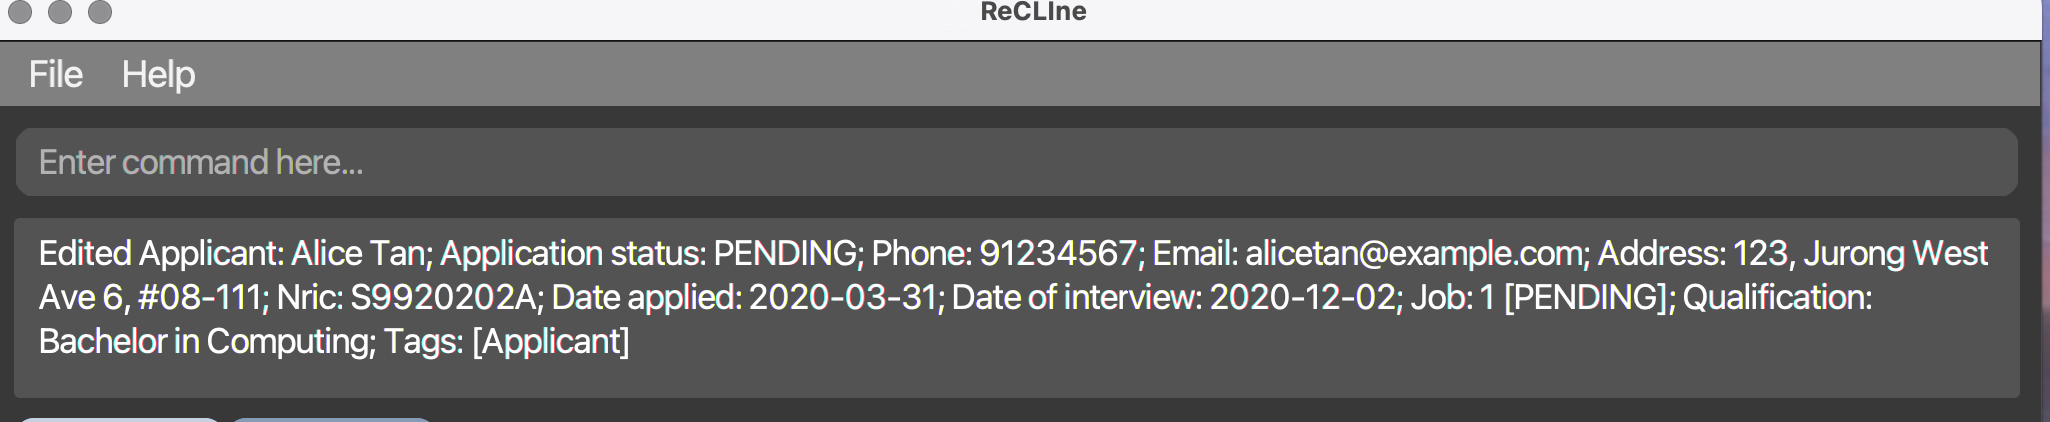 ReCLIne
File Help
Enter command here...
Edited Applicant: Alice Tan; Application status: PENDING; Phone: 91234567; Email: alicetan@example.com; Address: 123, Jurong West
Ave 6, #08-111; Nric: S9920202A; Date applied: 2020-03-31; Date of interview: 2020-12-02; Job: 1 [PENDING]; Qualification:
Bachelor in Computing; Tags: [Applicant]